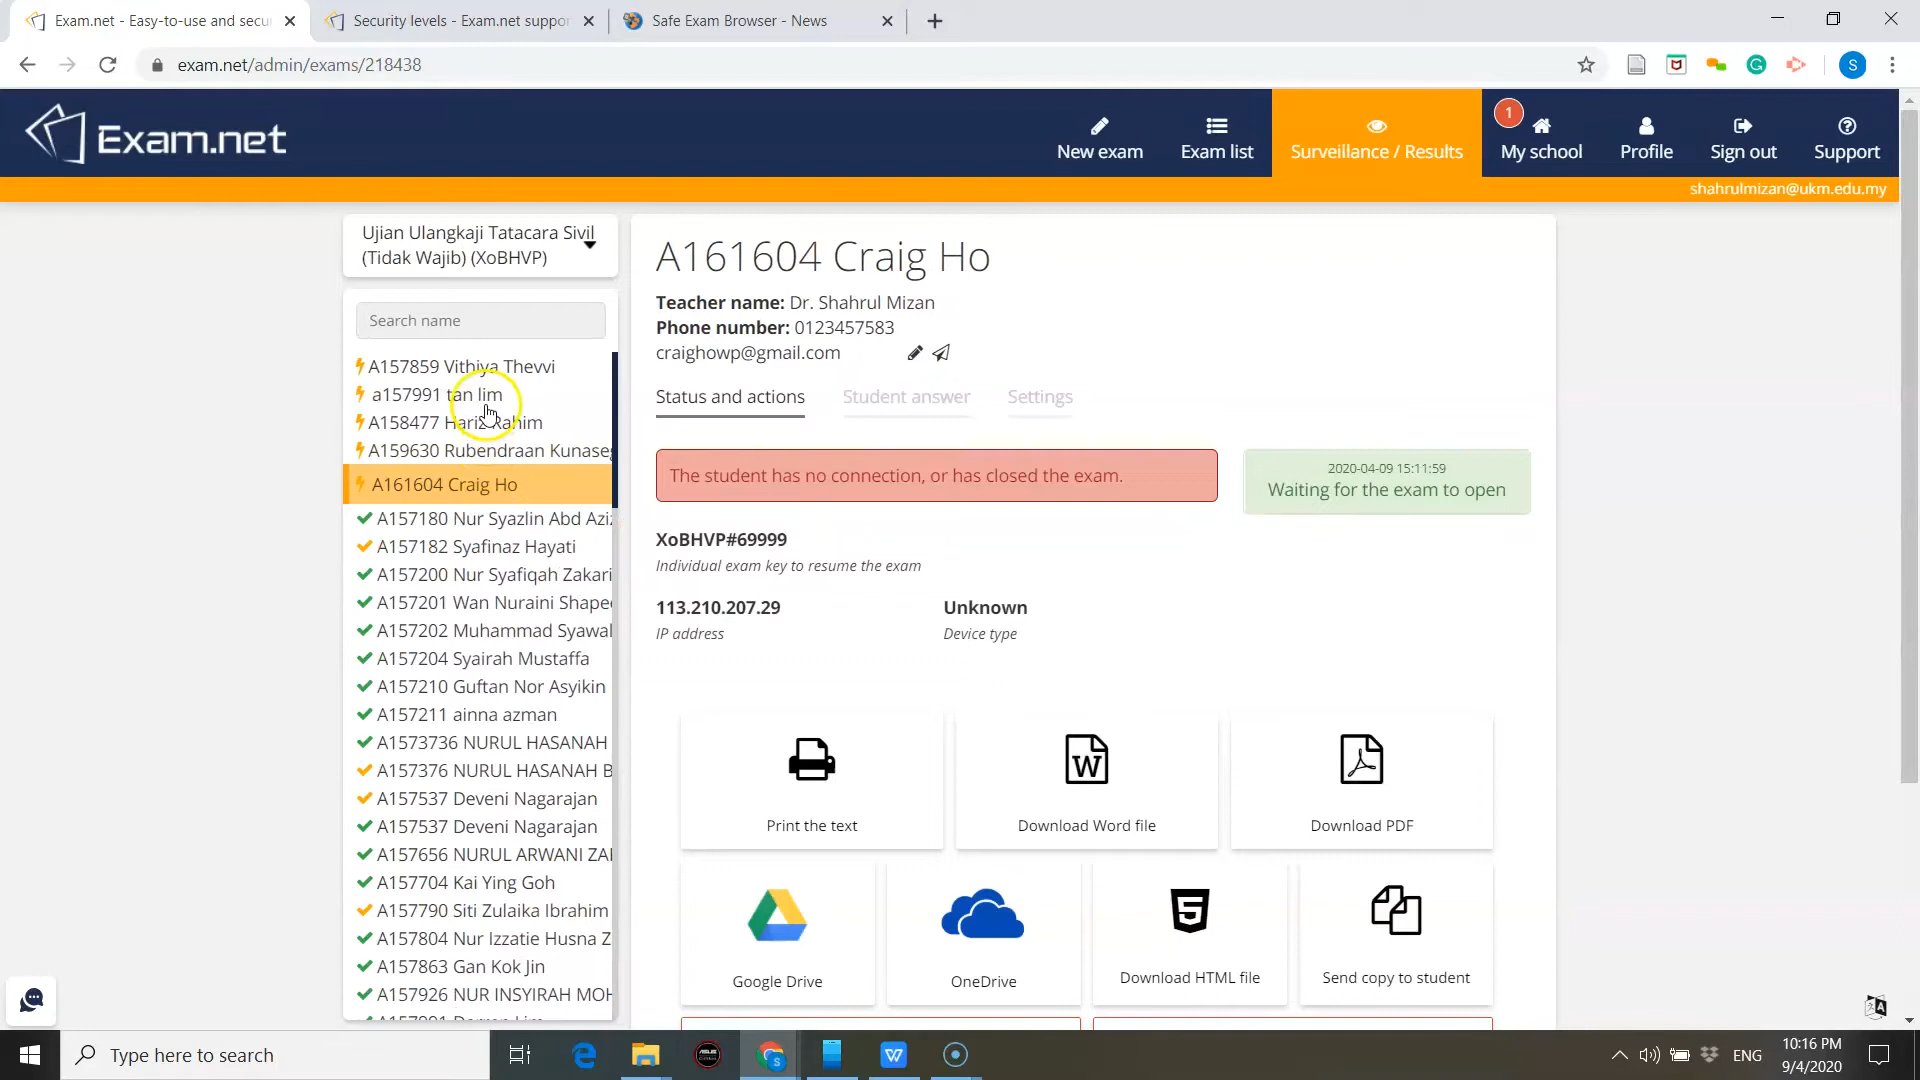 Exam.net - Easy-to-use and secu
Security levels - Exam.net suppo
Safe Exam Browser - News
exam.net/admin/exams/218438
S
Exam.net
New exam
Exam list
Surveillance / Results
1
My school
Profile
Sign out
Support
shahrulmizan@ukm.edu.my
Ujian Ulangkaji Tatacara Sivil
(Tidak Wajib) (XoBHVP)
Search name
A157859 Vithiya Thevvi
a157991 tan lim
A158477 Hariz Rahim
A159630 Rubendraan Kunaseg
A161604 Craig Ho
A157180 Nur Syazlin Abd Aziz
A157182 Syafinaz Hayati
A157200 Nur Syafiqah Zakari
A157201 Wan Nuraini Shape
A157202 Muhammad Syawal
A157204 Syairah Mustaffa
A157210 Guftan Nor Asyikin
A157211 ainna azman
A1573736 NURUL HASANAH
A157376 NURUL HASANAH B
A157537 Deveni Nagarajan
A157537 Deveni Nagarajan
A157656 NURUL ARWANI ZA
A157704 Kai Ying Goh
A157790 Siti Zulaika Ibrahim
A157804 Nur Izzatie Husna Z
A157863 Gan Kok Jin
A157926 NUR INSYIRAH MOH
A161604 Craig Ho
Teacher name: Dr. Shahrul Mizan
Phone number: 0123457583
craighowp@gmail.com
Status and actions
Student answer
Settings
The student has no connection, or has closed the exam.
2020-04-09 15:11:59
Waiting for the exam to open
XoBHVP#69999
Individual exam key to resume the exam
113.210.207.29
IP address
Unknown
Device type
Print the text
Download Word file
Download PDF
Google Drive
OneDrive
Download HTML file
Send copy to student
Type here to search
ENG
10:16 PM
9/4/2020